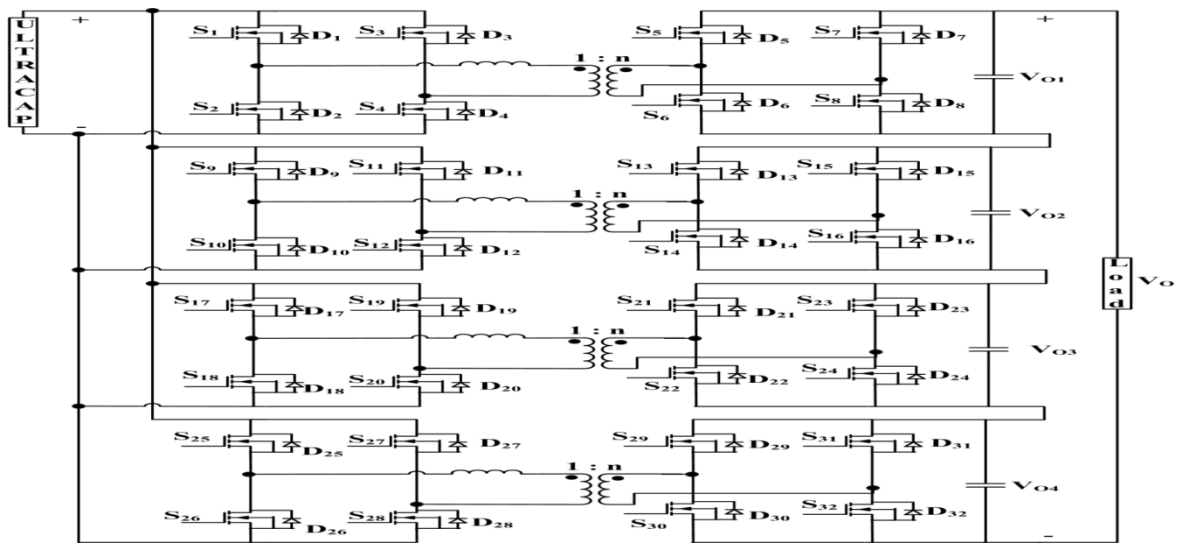 ULTRACAP
+
-
S1 D1 S3 D3
1 : n
S5 D5 S7 D7
+
S2 D2 S4 D4
S6 D6 S8 D8
VO1
S9 D9 S11 D11
1 : n
S13 D13 S15 D15
S10 D10 S12 D12
S14 D14 S16 D16
VO2
Load
VO
S17 D17 S19 D19
1 : n
S21 D21 S23 D23
S18 D18 S20 D20
S22 D22 S24 D24
VO3
S25 D25 S27 D27
1 : n
S29 D29 S31 D31
S26 D26 S28 D28
S30 D30 S32 D32
VO4
-